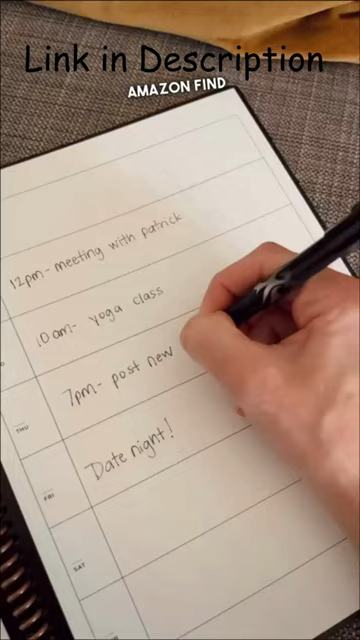 Link in Description
AMAZON FIND
12pm- meeting with patrick
10am- yoga class
7pm- post new
THU
Date night!
FRI
SAT